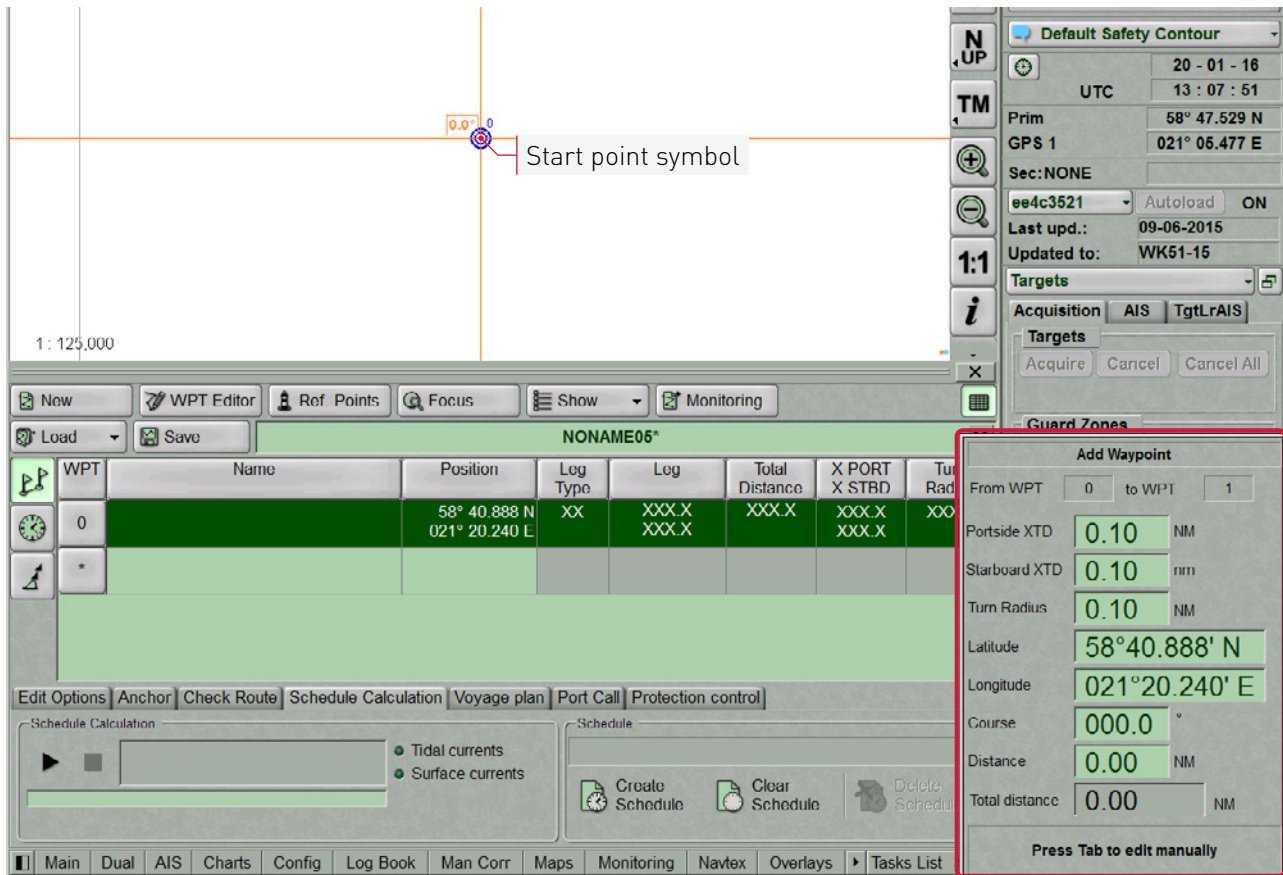 N
UP
TM
1:1
i
Default Safety Contour
20 - 01 - 16
UTC 13 : 07 : 51
Prim 58° 47.529 N
GPS 1 021° 05.477 E
Sec:NONE
ee4c3521 Autoload ON
Last upd.: 09-06-2015
Updated to: WK51-15
Targets
Acquisition AIS TgtLrAIS
Targets
Acquire Cancel Cancel All
Guard Zones
0.0° 0
Start point symbol
1 : 125,000
New WPT Editor Ref. Points Focus Show Monitoring
Load Save NONAME05*
WPT Name Position Leg Type Leg Total Distance X PORT X STBD
0 58° 40.888 N XX XXX.X XXX.X XXX.X XXX
021° 20.240 E XXX.X XXX.X
*
Edit Options Anchor Check Route Schedule Calculation Voyage plan Port Call Protection control
Schedule Calculation Schedule
Tidal currents
Surface currents
Create Schedule Clear Schedule Delete
Add Waypoint
From WPT 0 to WPT 1
Portside XTD 0.10 NM
Starboard XTD 0.10 nm
Turn Radius 0.10 NM
Latitude 58°40.888' N
Longitude 021°20.240' E
Course 000.0 °
Distance 0.00 NM
Total distance 0.00 NM
Press Tab to edit manually
Main Dual AIS Charts Config Log Book Man Corr Maps Monitoring Navtex Overlays Tasks List